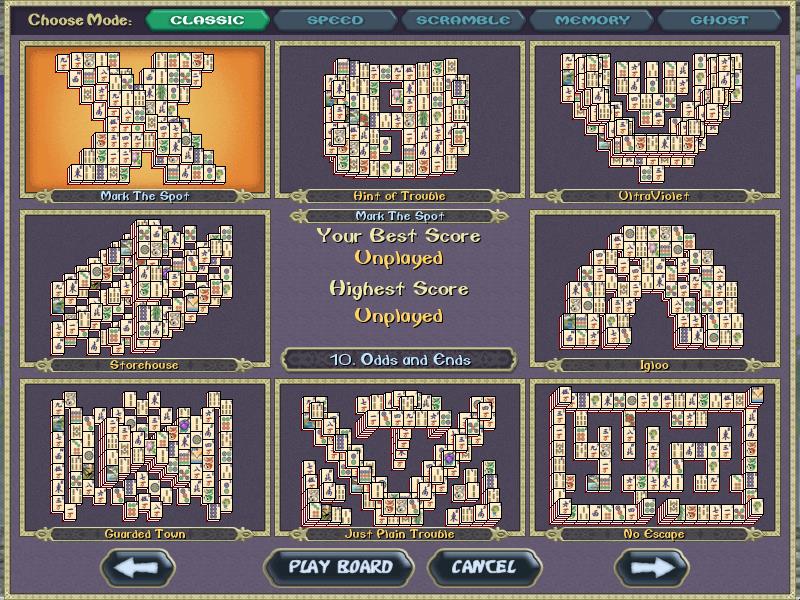 Choose Mode: CLASSIC SPEED SCRAMBLE MEMORY GHOST
Mark The Spot
Hint of Trouble
UltraViolet
Mark The Spot
Your Best Score
Unplayed
Highest Score
Unplayed
10. Odds and Ends
Storehouse
Igloo
Guarded Town
Just Plain Trouble
No Escape
PLAY BOARD
CANCEL